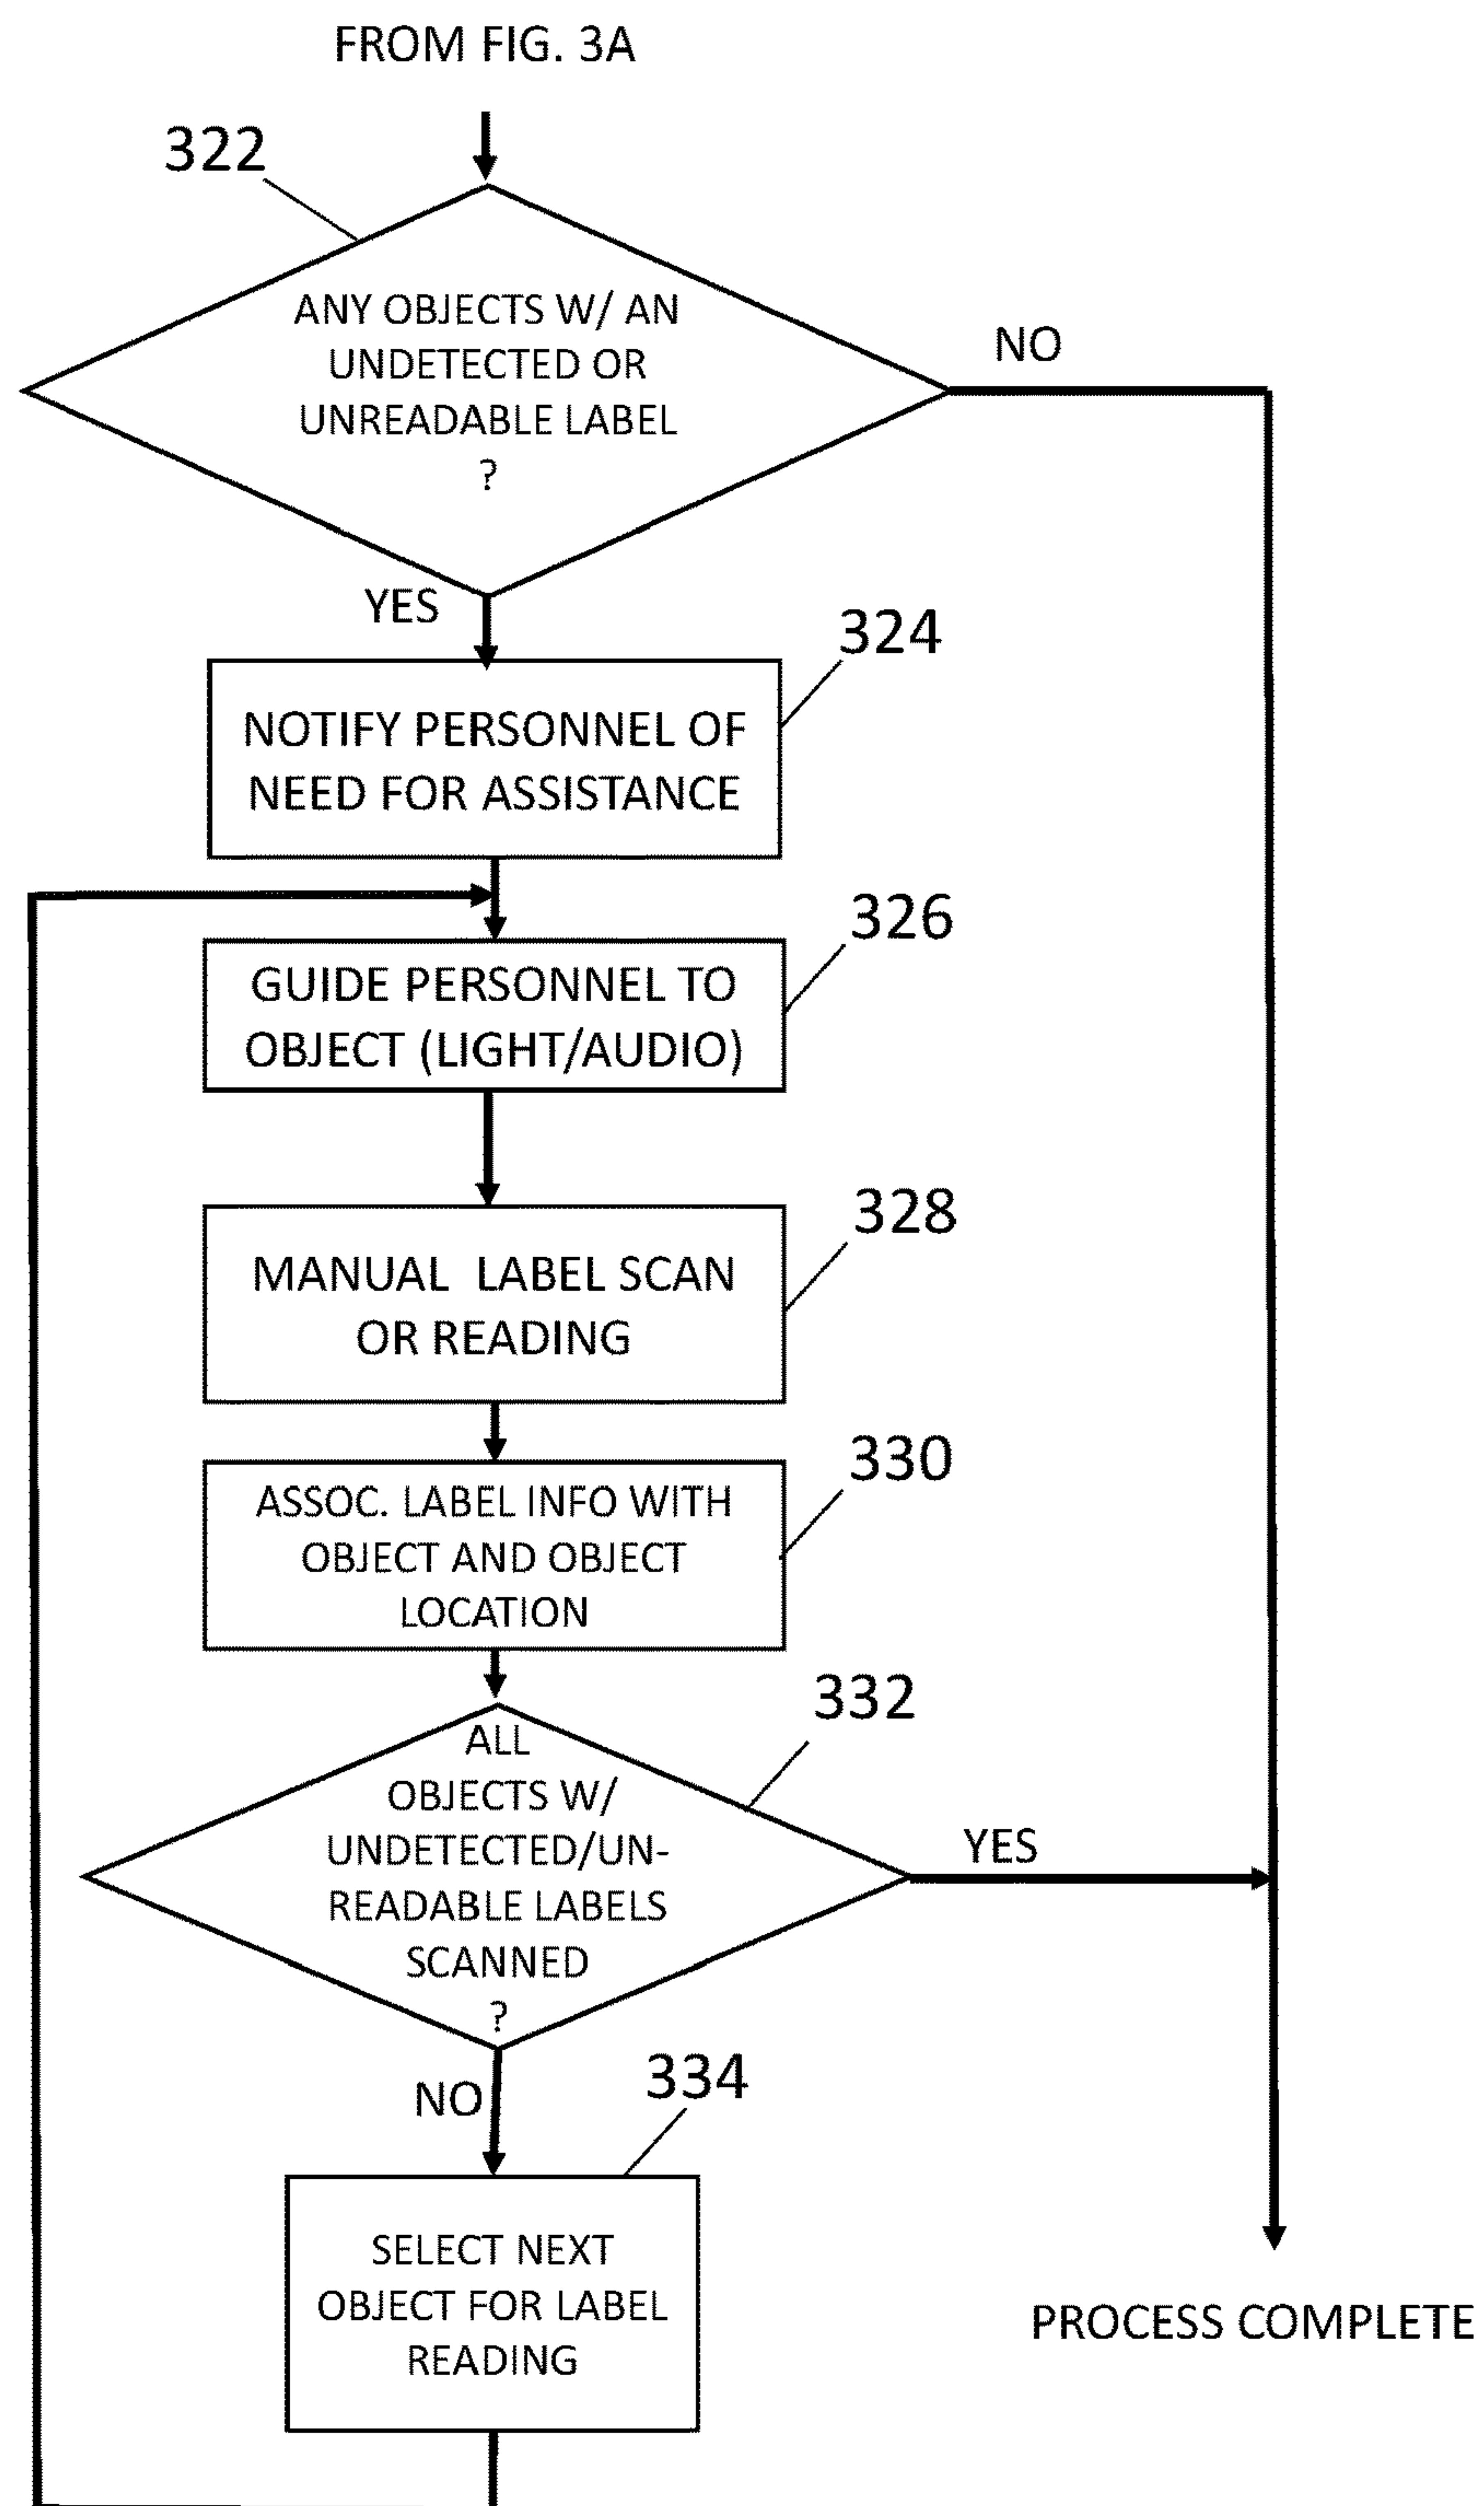 FROM FIG. 3A
322
ANY OBJECTS W/ AN
UNDETECTED OR
UNREADABLE LABEL
?
NO
YES
324
NOTIFY PERSONNEL OF
NEED FOR ASSISTANCE
326
GUIDE PERSONNEL TO
OBJECT (LIGHT/AUDIO)
328
MANUAL LABEL SCAN
OR READING
330
ASSOC. LABEL INFO WITH
OBJECT AND OBJECT
LOCATION
332
ALL
OBJECTS W/
UNDETECTED/UN-
READABLE LABELS
SCANNED
?
YES
NO
334
SELECT NEXT
OBJECT FOR LABEL
READING
PROCESS COMPLETE